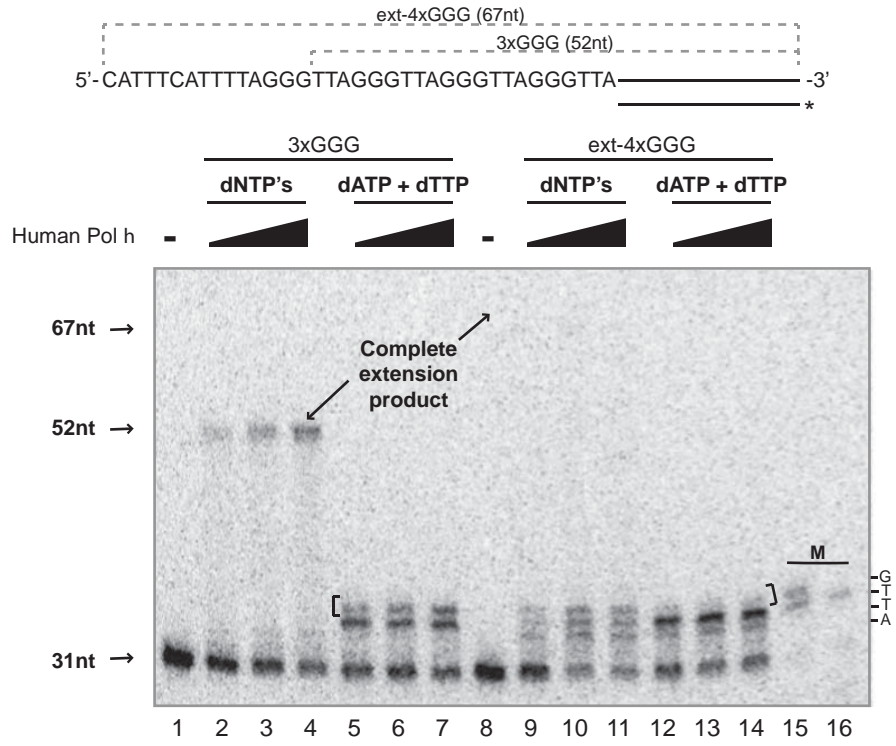 ext-4xGGG (67nt)
3xGGG (52nt)
5'-CATTTCATTTTAGGGTTAGGGTTAGGGTTAGGGTTA -3'
*
3xGGG ext-4xGGG
dNTP's dATP + dTTP dNTP's dATP + dTTP
Human Pol h - -
67nt →
Complete
extension
product
52nt →
M
G
T
T
A
31nt →
1 2 3 4 5 6 7 8 9 10 11 12 13 14 15 16